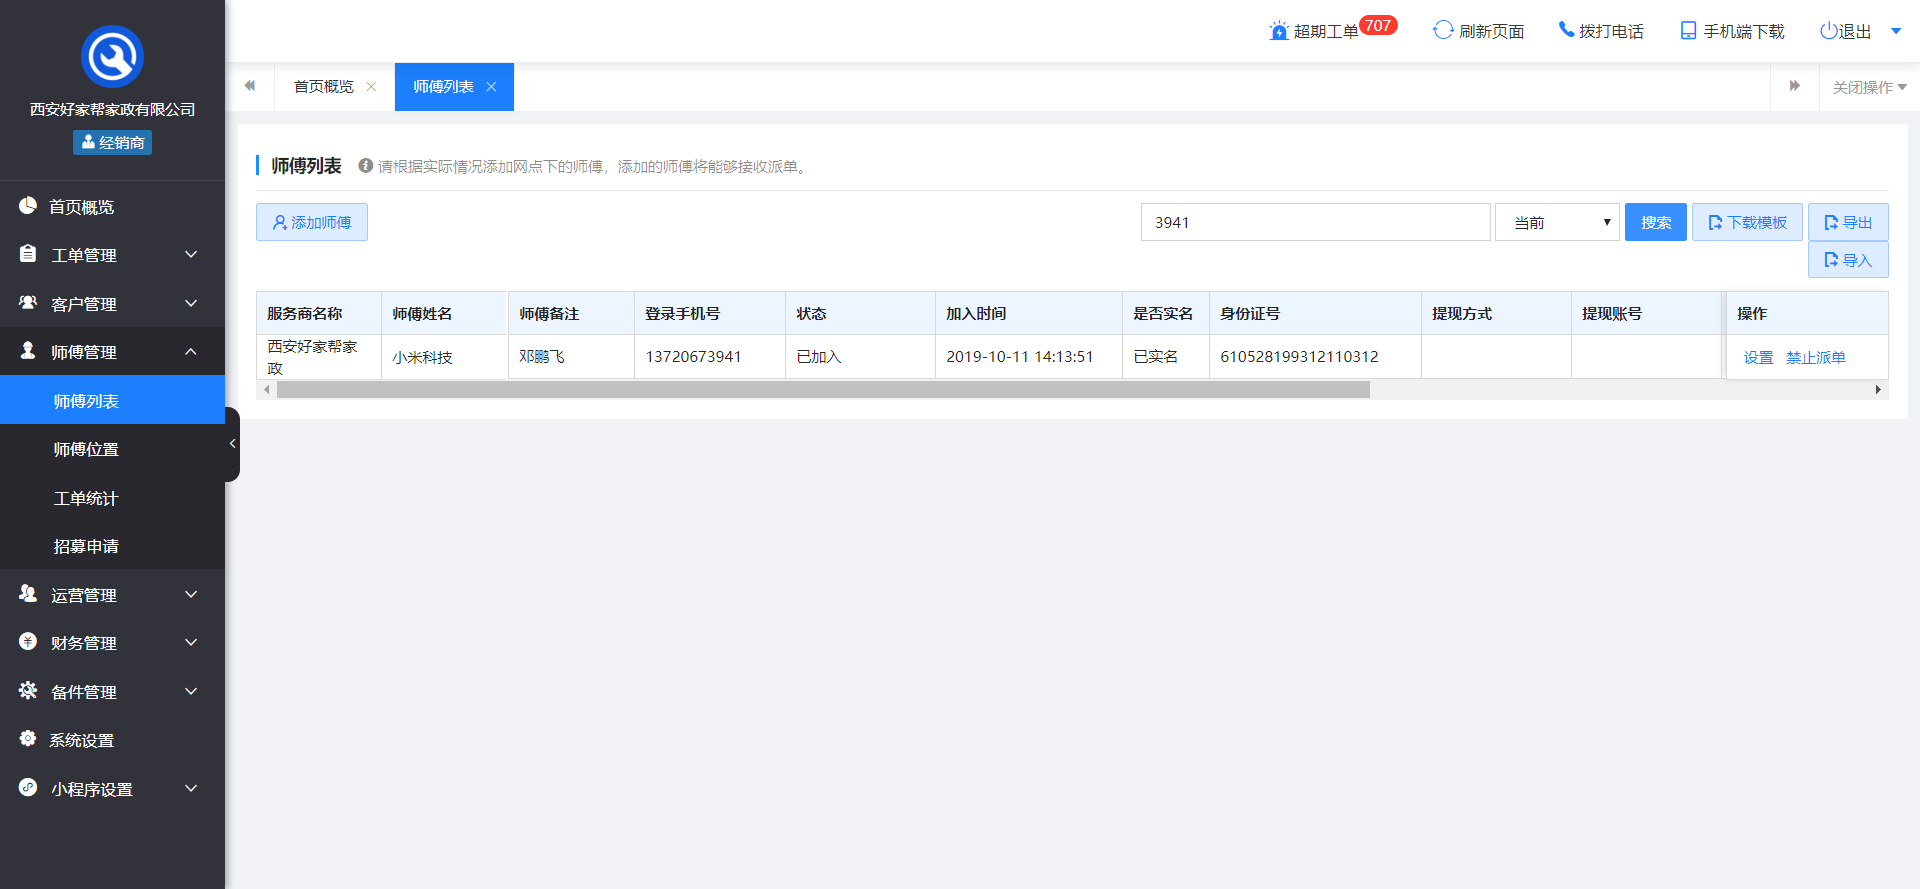 西安好家帮家政有限公司
经销商
首页概览
工单管理
客户管理
师傅管理
师傅列表
师傅位置
工单统计
招募申请
运营管理
财务管理
备件管理
系统设置
小程序设置
超期工单 707 刷新页面 拨打电话 手机端下载 退出
首页概览 师傅列表 关闭操作
师傅列表 请根据实际情况添加网点下的师傅，添加的师傅将能够接收派单。
添加师傅 3941 当前 搜索 下载模板 导出
导入
服务商名称 师傅姓名 师傅备注 登录手机号 状态 加入时间 是否实名 身份证号 提现方式 提现账号 操作
西安好家帮家政 小米科技 邓鹏飞 13720673941 已加入 2019-10-11 14:13:51 已实名 610528199312110312 设置 禁止派单